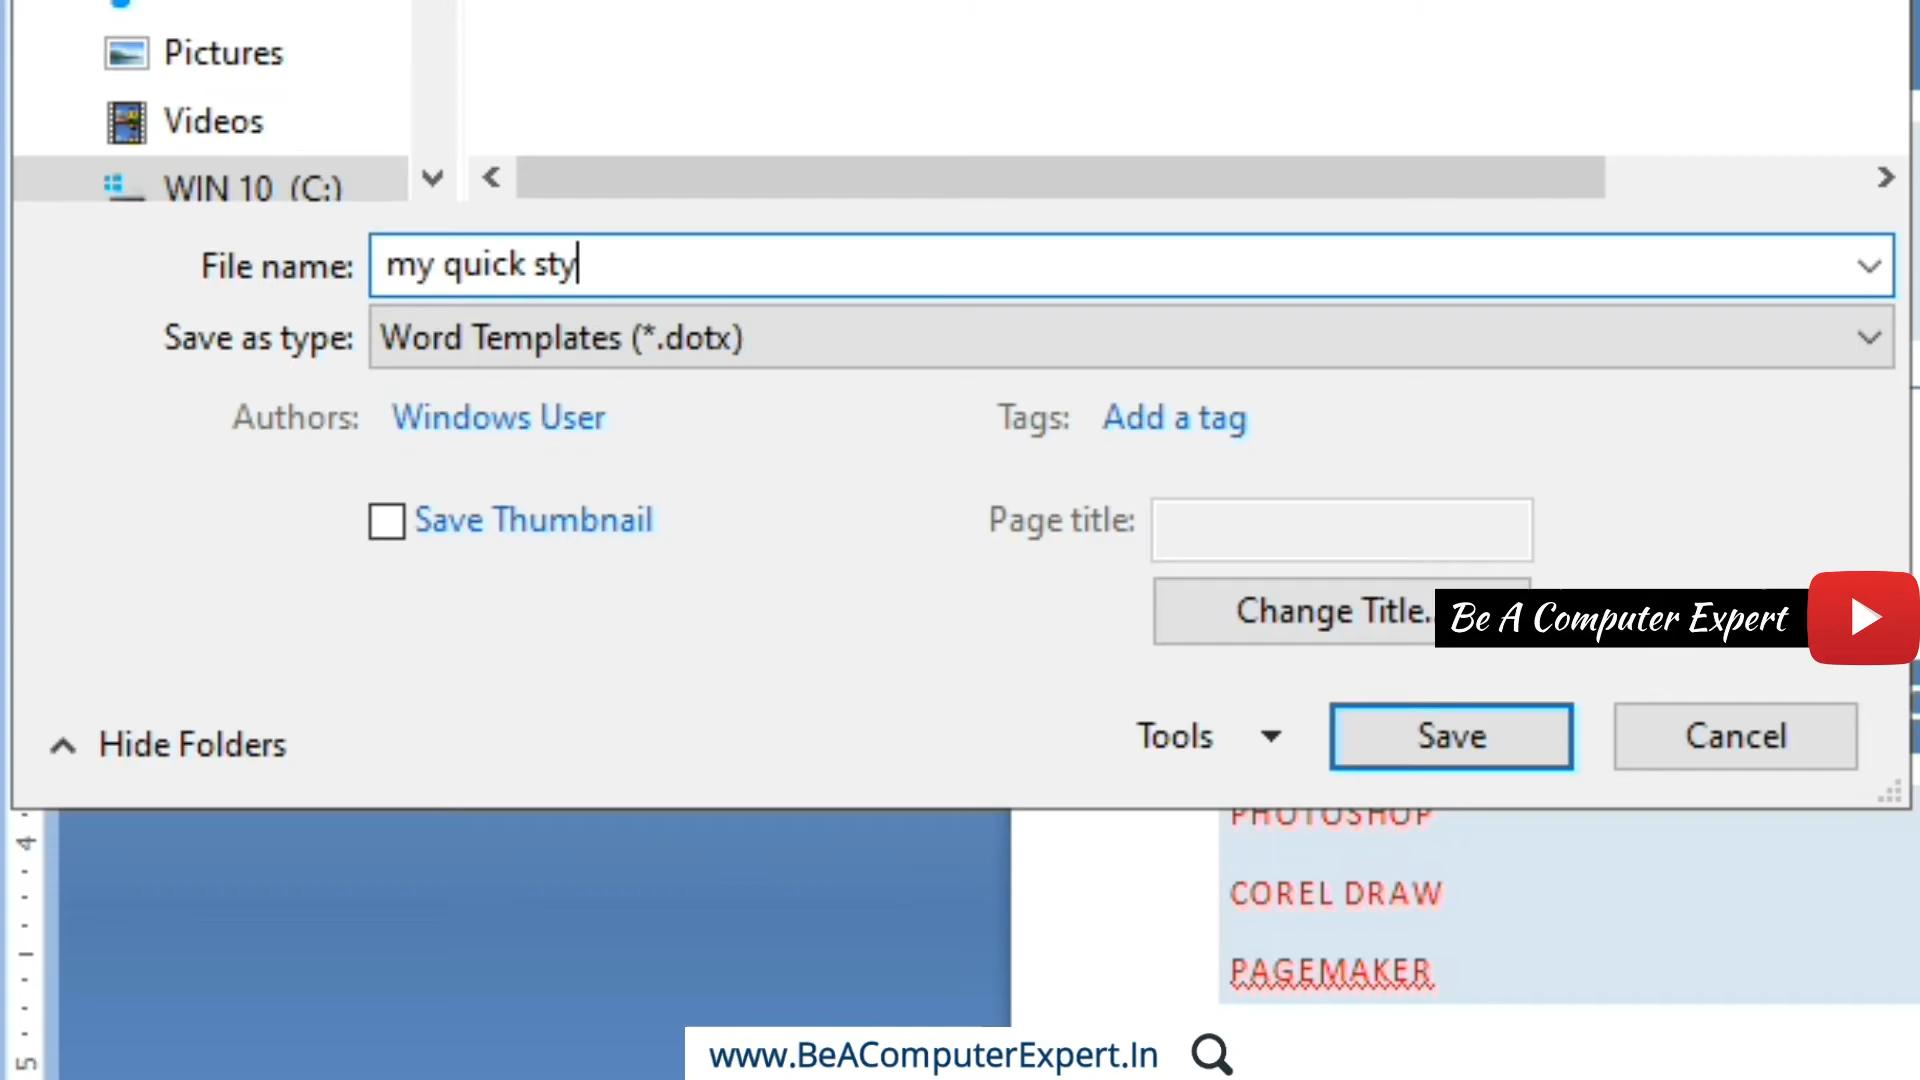 Pictures
Videos
WIN 10 (C:)
File name: my quick sty
Save as type: Word Templates (*.dotx)
Authors: Windows User Tags: Add a tag
Save Thumbnail Page title:
Change Title..
Be A Computer Expert
Hide Folders Tools Save Cancel
PHOTOSHOP
4
COREL DRAW
PAGEMAKER
5
www.BeAComputerExpert.In